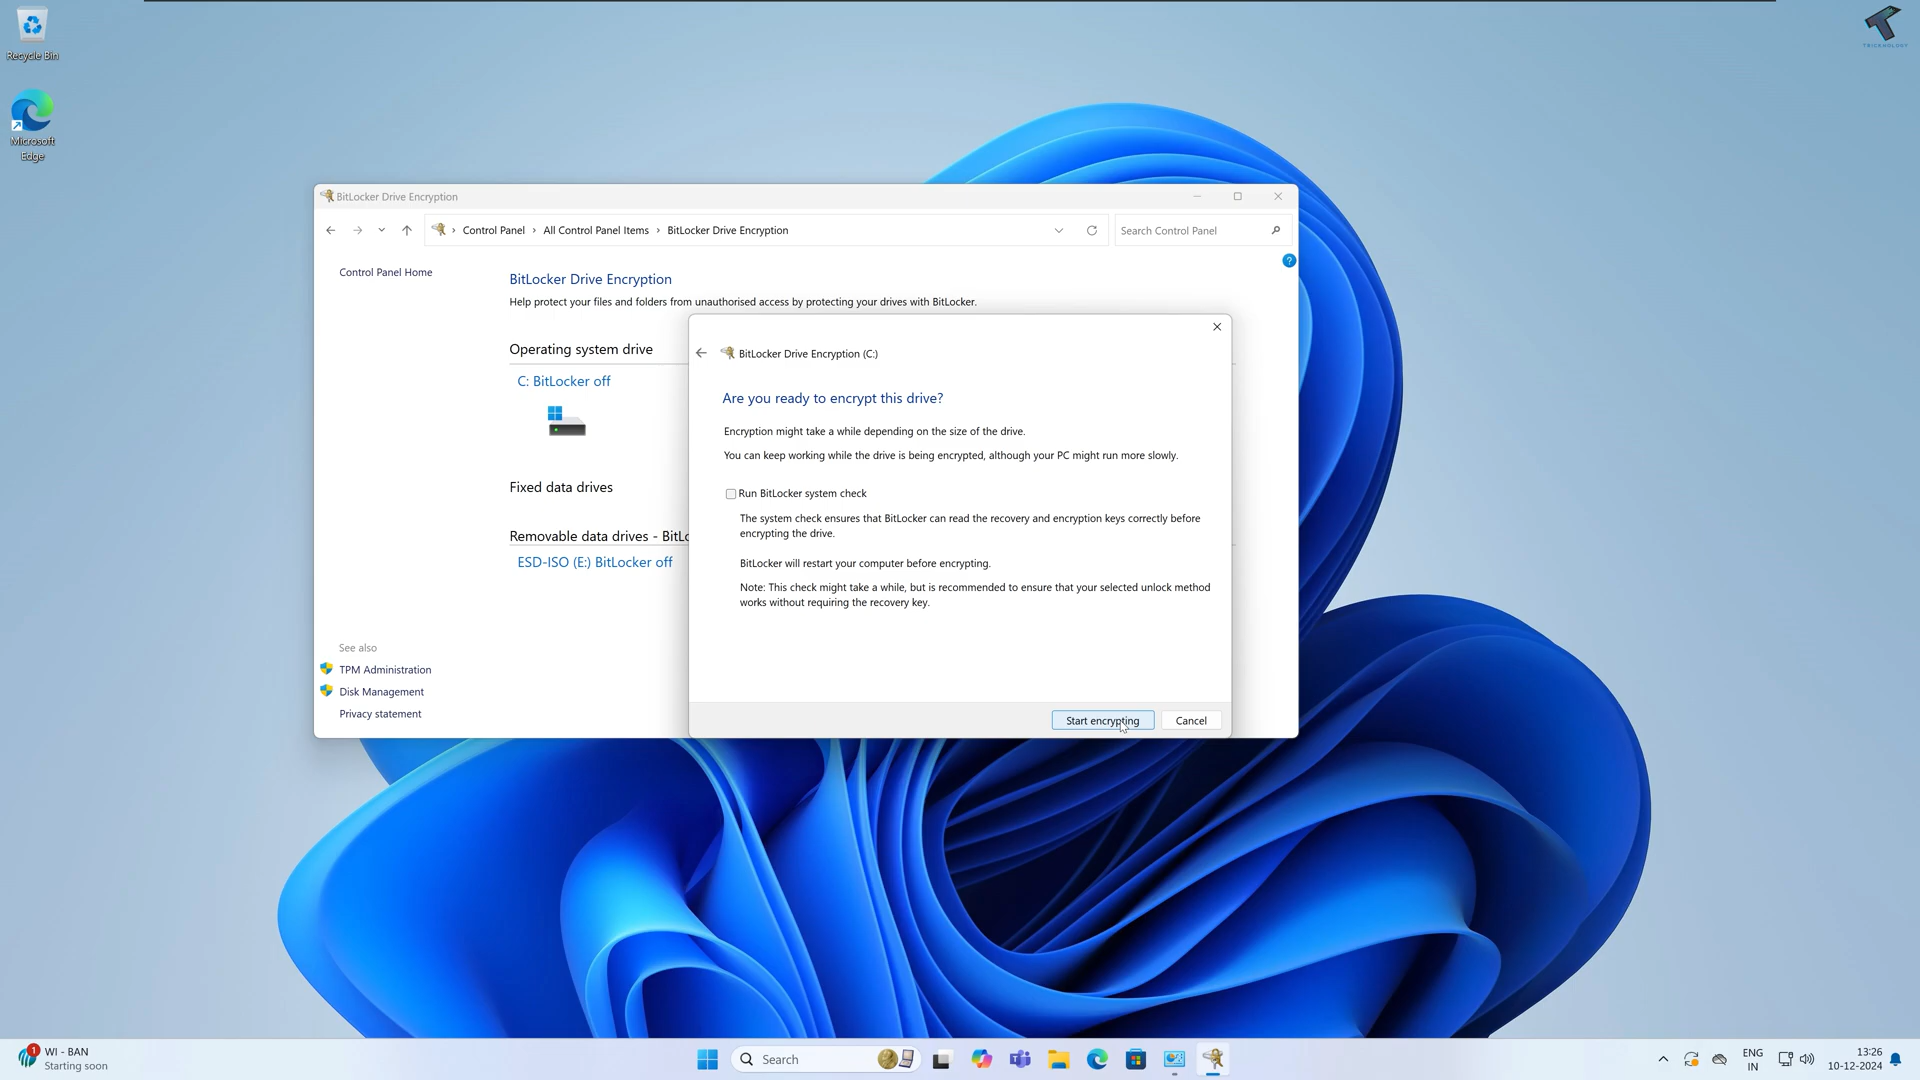 Recycle Bin
Microsoft
Edge
TRICKNOLOGY
BitLocker Drive Encryption
Control Panel
All Control Panel Items
BitLocker Drive Encryption
Search Control Panel
?
Control Panel Home
BitLocker Drive Encryption
Help protect your files and folders from unauthorised access by protecting your drives with BitLocker.
Operating system drive
C: BitLocker off
Fixed data drives
Removable data drives - BitLo
ESD-ISO (E:) BitLocker off
See also
TPM Administration
Disk Management
Privacy statement
BitLocker Drive Encryption (C:)
Are you ready to encrypt this drive?
Encryption might take a while depending on the size of the drive.
You can keep working while the drive is being encrypted, although your PC might run more slowly.
Run BitLocker system check
The system check ensures that BitLocker can read the recovery and encryption keys correctly before
encrypting the drive.
BitLocker will restart your computer before encrypting.
Note: This check might take a while, but is recommended to ensure that your selected unlock method
works without requiring the recovery key.
Start encrypting
Cancel
1
WI - BAN
Starting soon
Search
ENG
IN
13:26
10-12-2024